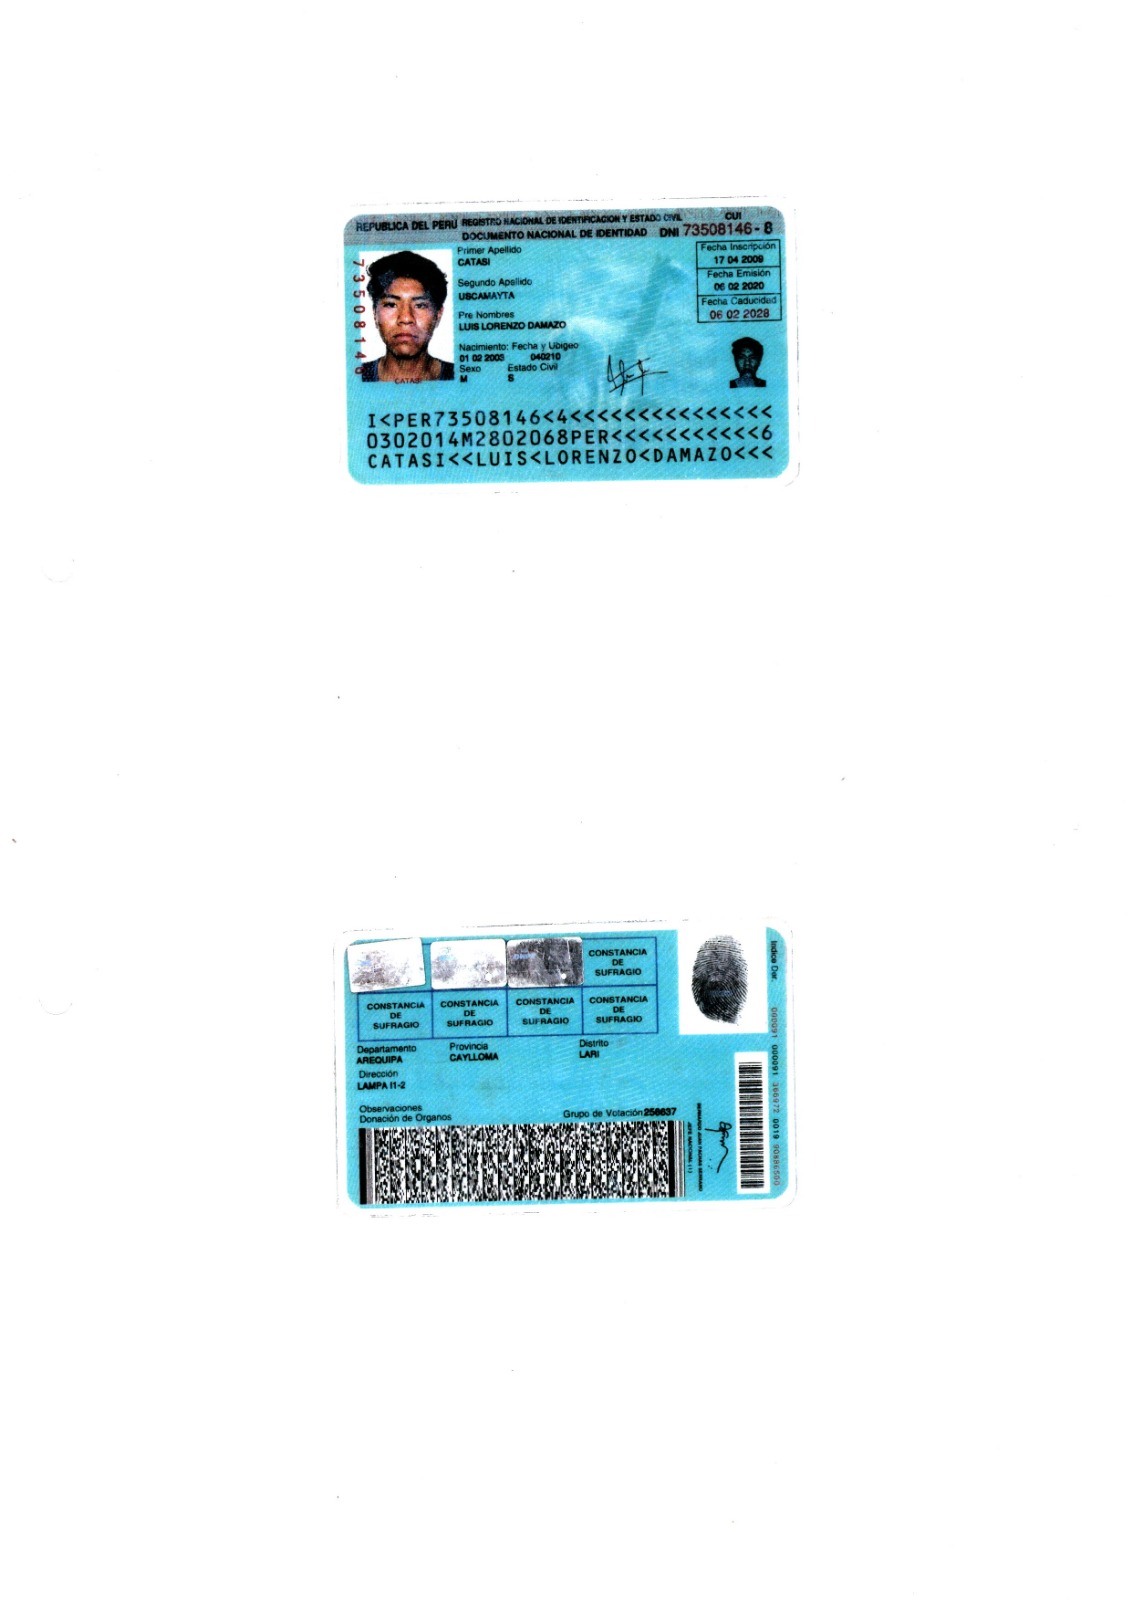 REPUBLICA DEL PERÚ REGISTRO NACIONAL DE IDENTIFICACION Y ESTADO CIVIL CUI
DOCUMENTO NACIONAL DE IDENTIDAD DNI 73508146 - 8
73508146
Primer Apellido
CATASI
Segundo Apellido
USCAMAYTA
Pre Nombres
LUIS LORENZO DAMAZO
Nacimiento: Fecha y Ubigeo
01 02 2003 040210
Sexo Estado Civil
M S
Fecha Inscripción
17 04 2009
Fecha Emisión
06 02 2020
Fecha Caducidad
06 02 2028
CATASI
I<PER73508146<4<<<<<<<<<<<<<<<
0302014M2802068PER<<<<<<<<<<<6
CATASI<<LUIS<LORENZO<DAMAZO<<<
CONSTANCIA
DE
SUFRAGIO
CONSTANCIA
DE
SUFRAGIO
CONSTANCIA
DE
SUFRAGIO
CONSTANCIA
DE
SUFRAGIO
CONSTANCIA
DE
SUFRAGIO
Indice Der.
Departamento Provincia Distrito
AREQUIPA CAYLLOMA LARI
Dirección
LAMPA I1-2
Observaciones
Donación de Organos Grupo de Votación 256637